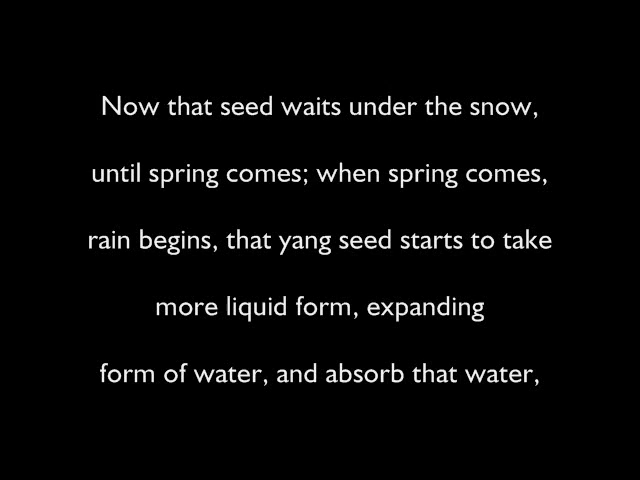 Now that seed waits under the snow,
until spring comes; when spring comes,
rain begins, that yang seed starts to take
more liquid form, expanding
form of water, and absorb that water,